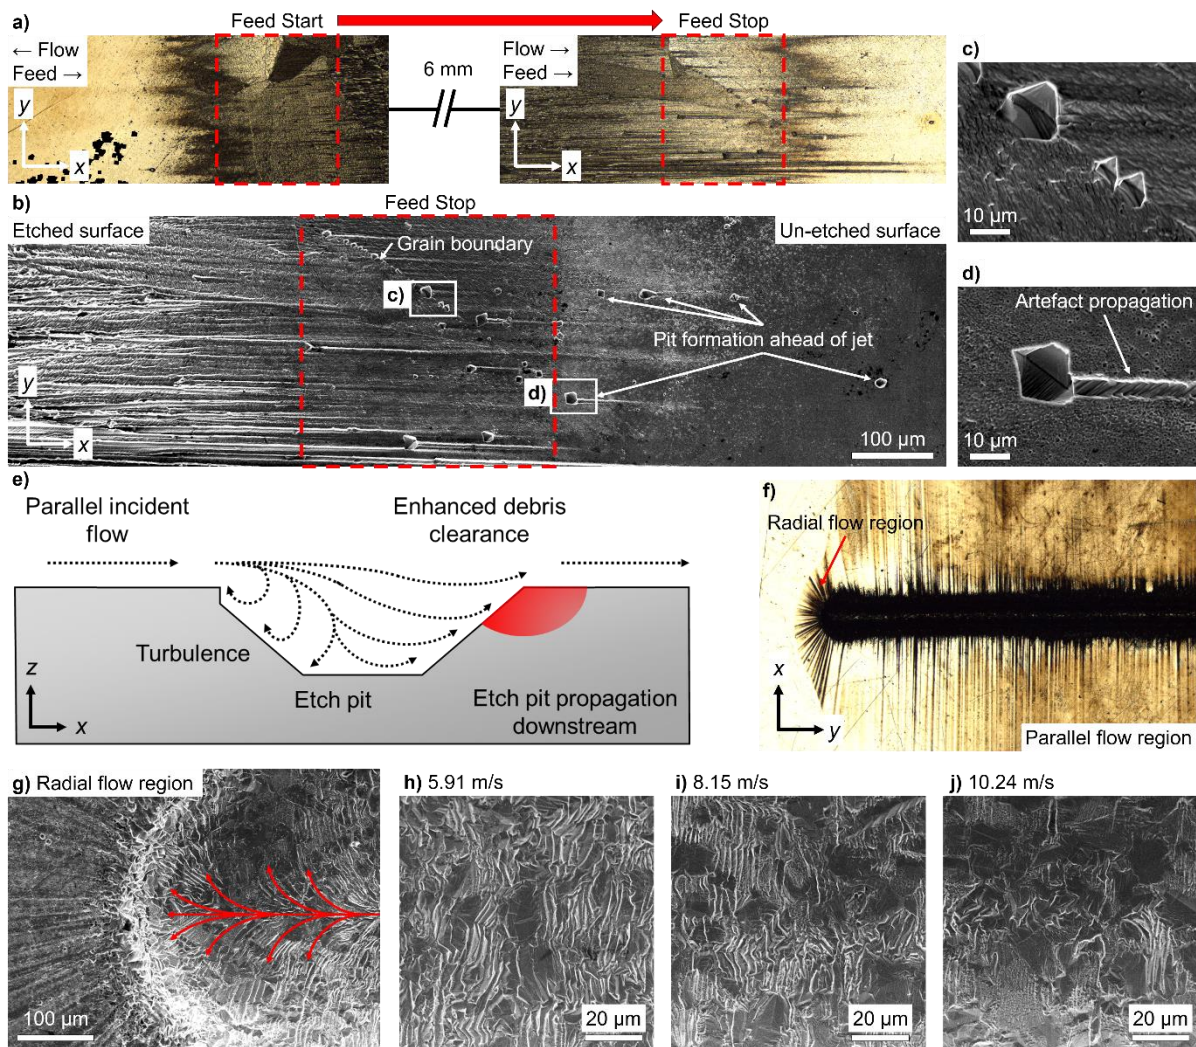 a)
Feed Start
Feed Stop
← Flow
Feed →
y
x
6 mm
Flow →
Feed →
y
x
c)
10 µm
b)
Feed Stop
Etched surface
Grain boundary
Un-etched surface
c)
Pit formation ahead of jet
d)
y
x
100 µm
d)
Artefact propagation
10 µm
e)
Parallel incident
flow
Enhanced debris
clearance
Turbulence
Etch pit
Etch pit propagation
downstream
z
x
f)
Radial flow region
x
y
Parallel flow region
g) Radial flow region
100 µm
h) 5.91 m/s
20 µm
i) 8.15 m/s
20 µm
j) 10.24 m/s
20 µm